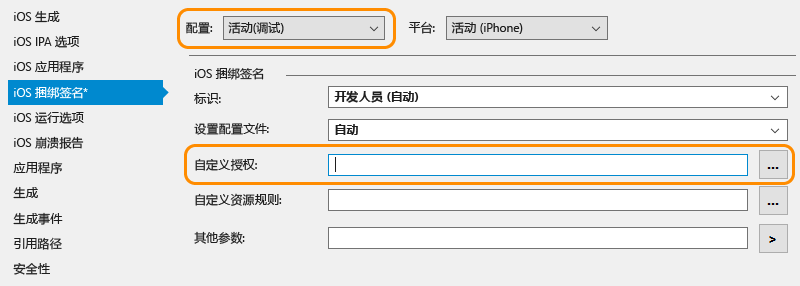 iOS 生成
iOS IPA 选项
iOS 应用程序
iOS 捆绑签名*
iOS 运行选项
iOS 崩溃报告
应用程序
生成
生成事件
引用路径
安全性
配置: 活动(调试) 平台: 活动 (iPhone)
iOS 捆绑签名
标识: 开发人员 (自动)
设置配置文件: 自动
自定义授权: ...
自定义资源规则: ...
其他参数: >